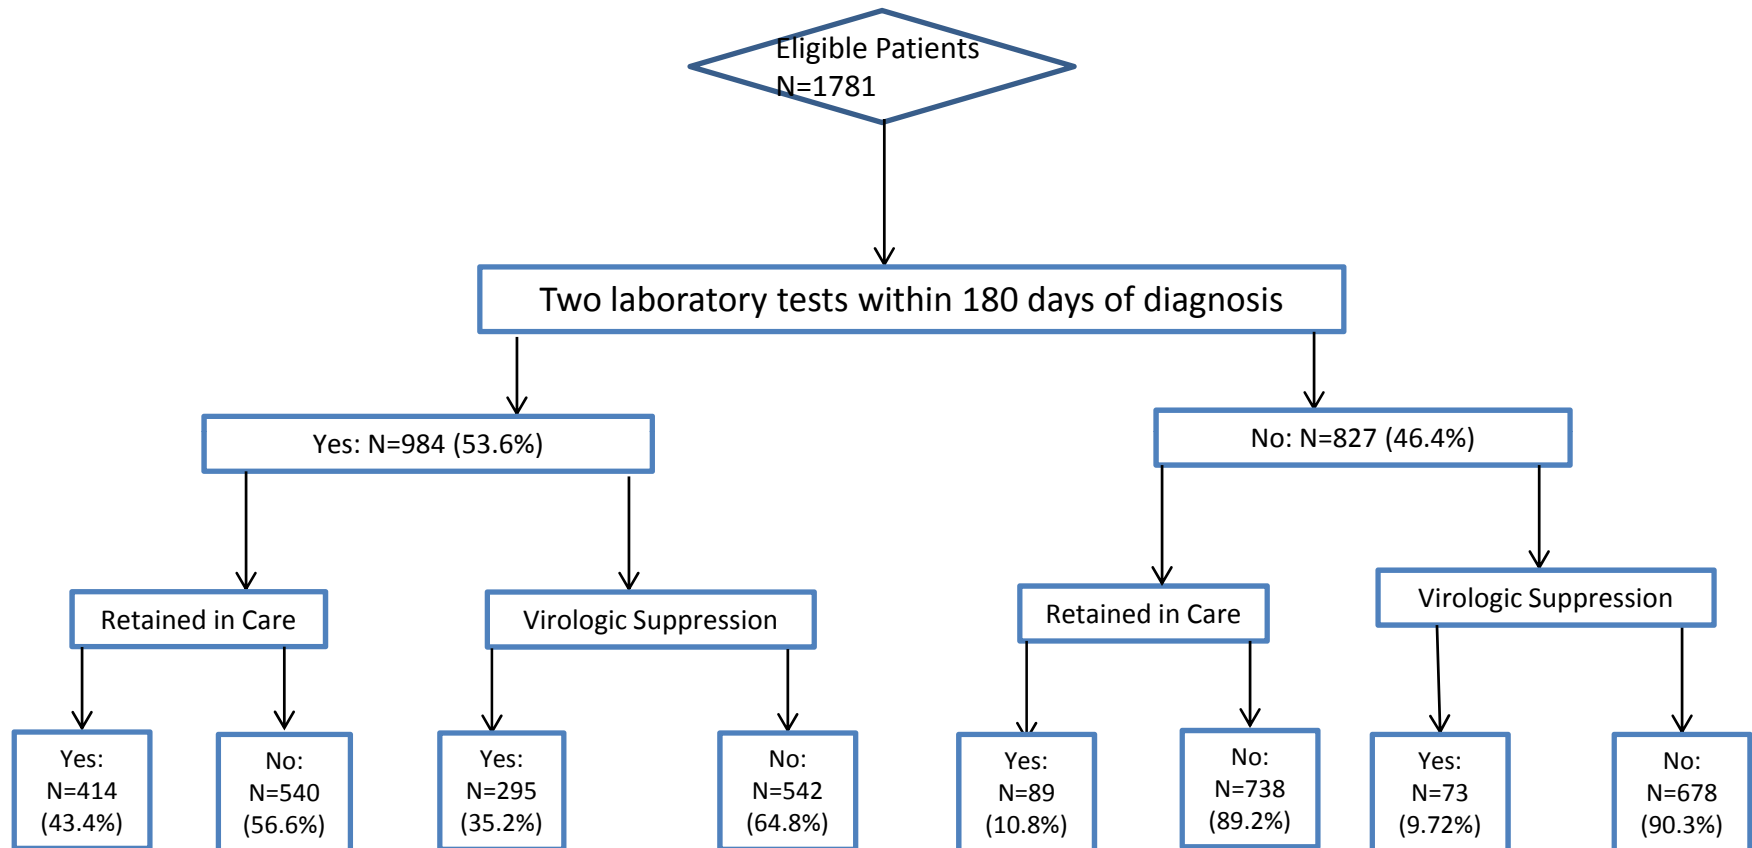 Eligible Patients
N=1781
Two laboratory tests within 180 days of diagnosis
Yes: N=984 (53.6%)
No: N=827 (46.4%)
Retained in Care
Virologic Suppression
Retained in Care
Virologic Suppression
Yes:
N=414
(43.4%)
No:
N=540
(56.6%)
Yes:
N=295
(35.2%)
No:
N=542
(64.8%)
Yes:
N=89
(10.8%)
No:
N=738
(89.2%)
Yes:
N=73
(9.72%)
No:
N=678
(90.3%)